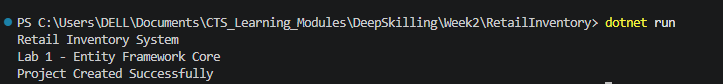 PS C:\Users\DELL\Documents\CTS_Learning_Modules\DeepSkilling\Week2\RetailInventory> dotnet run
Retail Inventory System
Lab 1 - Entity Framework Core
Project Created Successfully